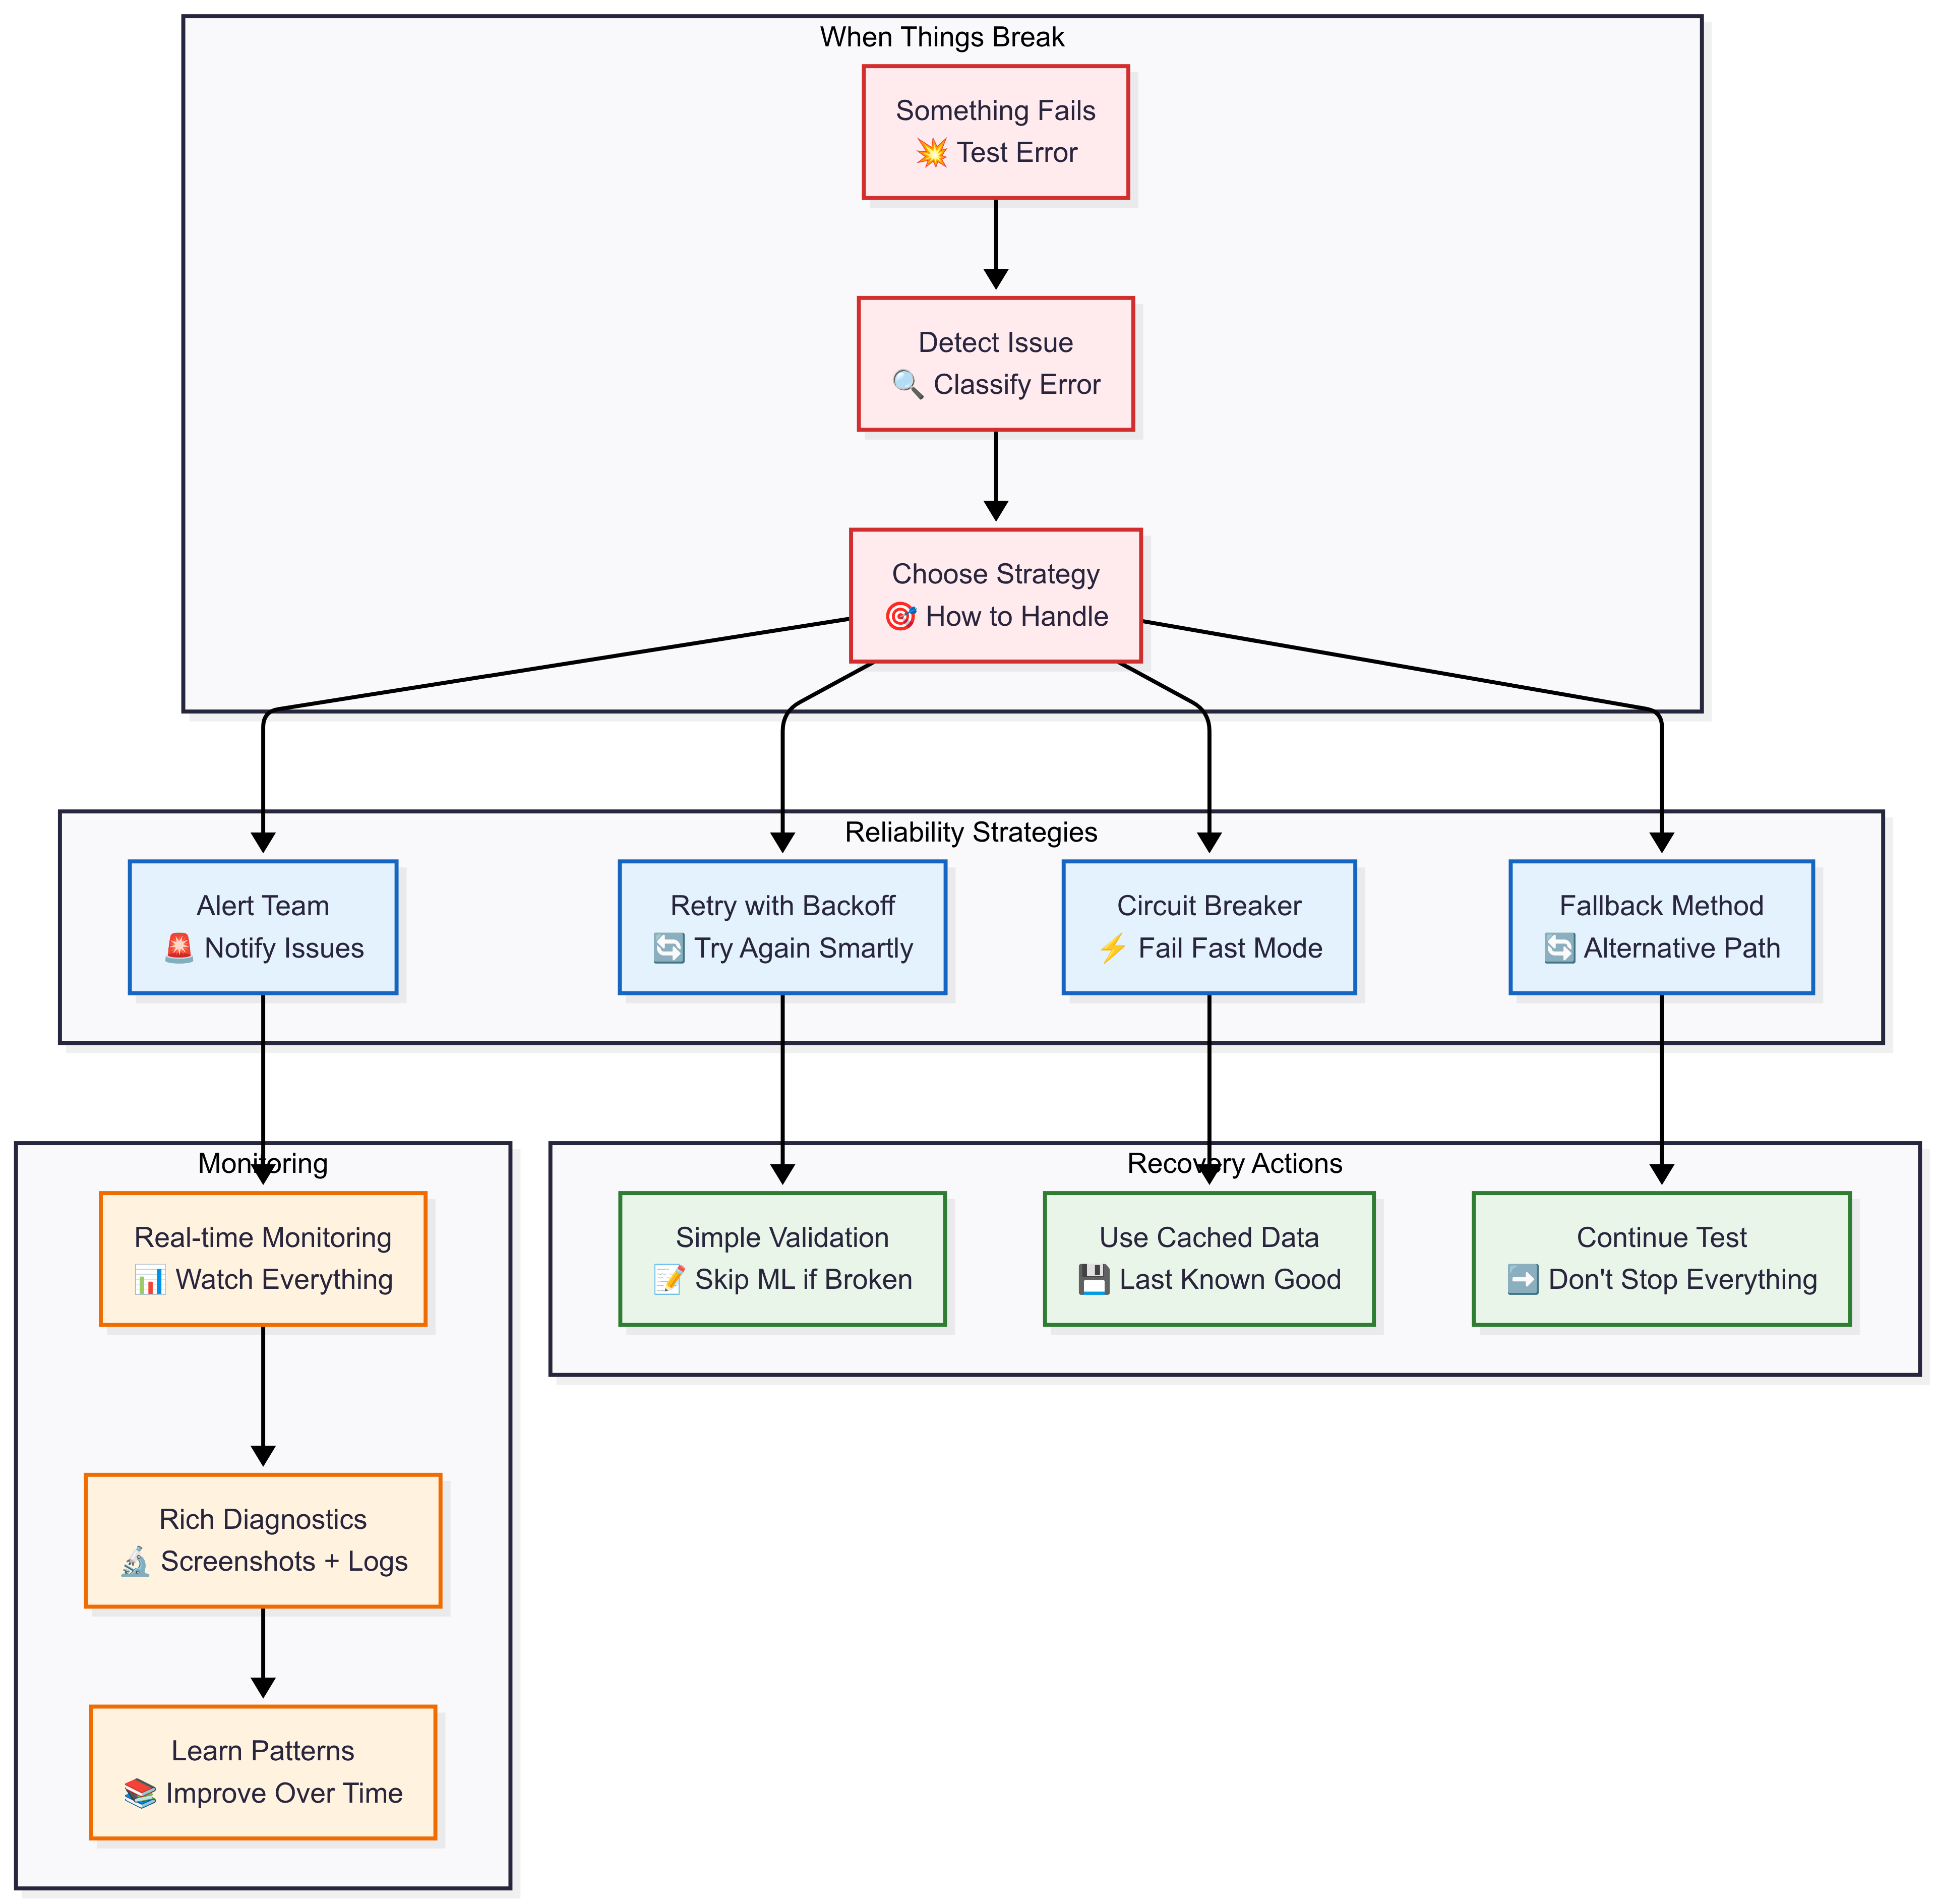 When Things Break
Something Fails
💥 Test Error
Detect Issue
🔍 Classify Error
Choose Strategy
🎯 How to Handle
Reliability Strategies
Alert Team
🚨 Notify Issues
Retry with Backoff
🔄 Try Again Smartly
Circuit Breaker
⚡ Fail Fast Mode
Fallback Method
🔄 Alternative Path
Monitoring
Real-time Monitoring
📊 Watch Everything
Rich Diagnostics
🔬 Screenshots + Logs
Learn Patterns
📚 Improve Over Time
Recovery Actions
Simple Validation
📝 Skip ML if Broken
Use Cached Data
💾 Last Known Good
Continue Test
➡️ Don't Stop Everything